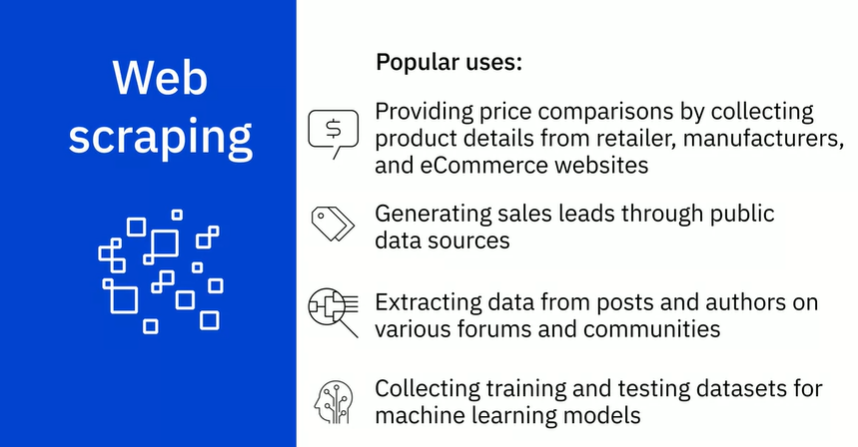 Web
scraping
Popular uses:
$
Providing price comparisons by collecting
product details from retailer, manufacturers,
and eCommerce websites
Generating sales leads through public
data sources
Extracting data from posts and authors on
various forums and communities
Collecting training and testing datasets for
machine learning models